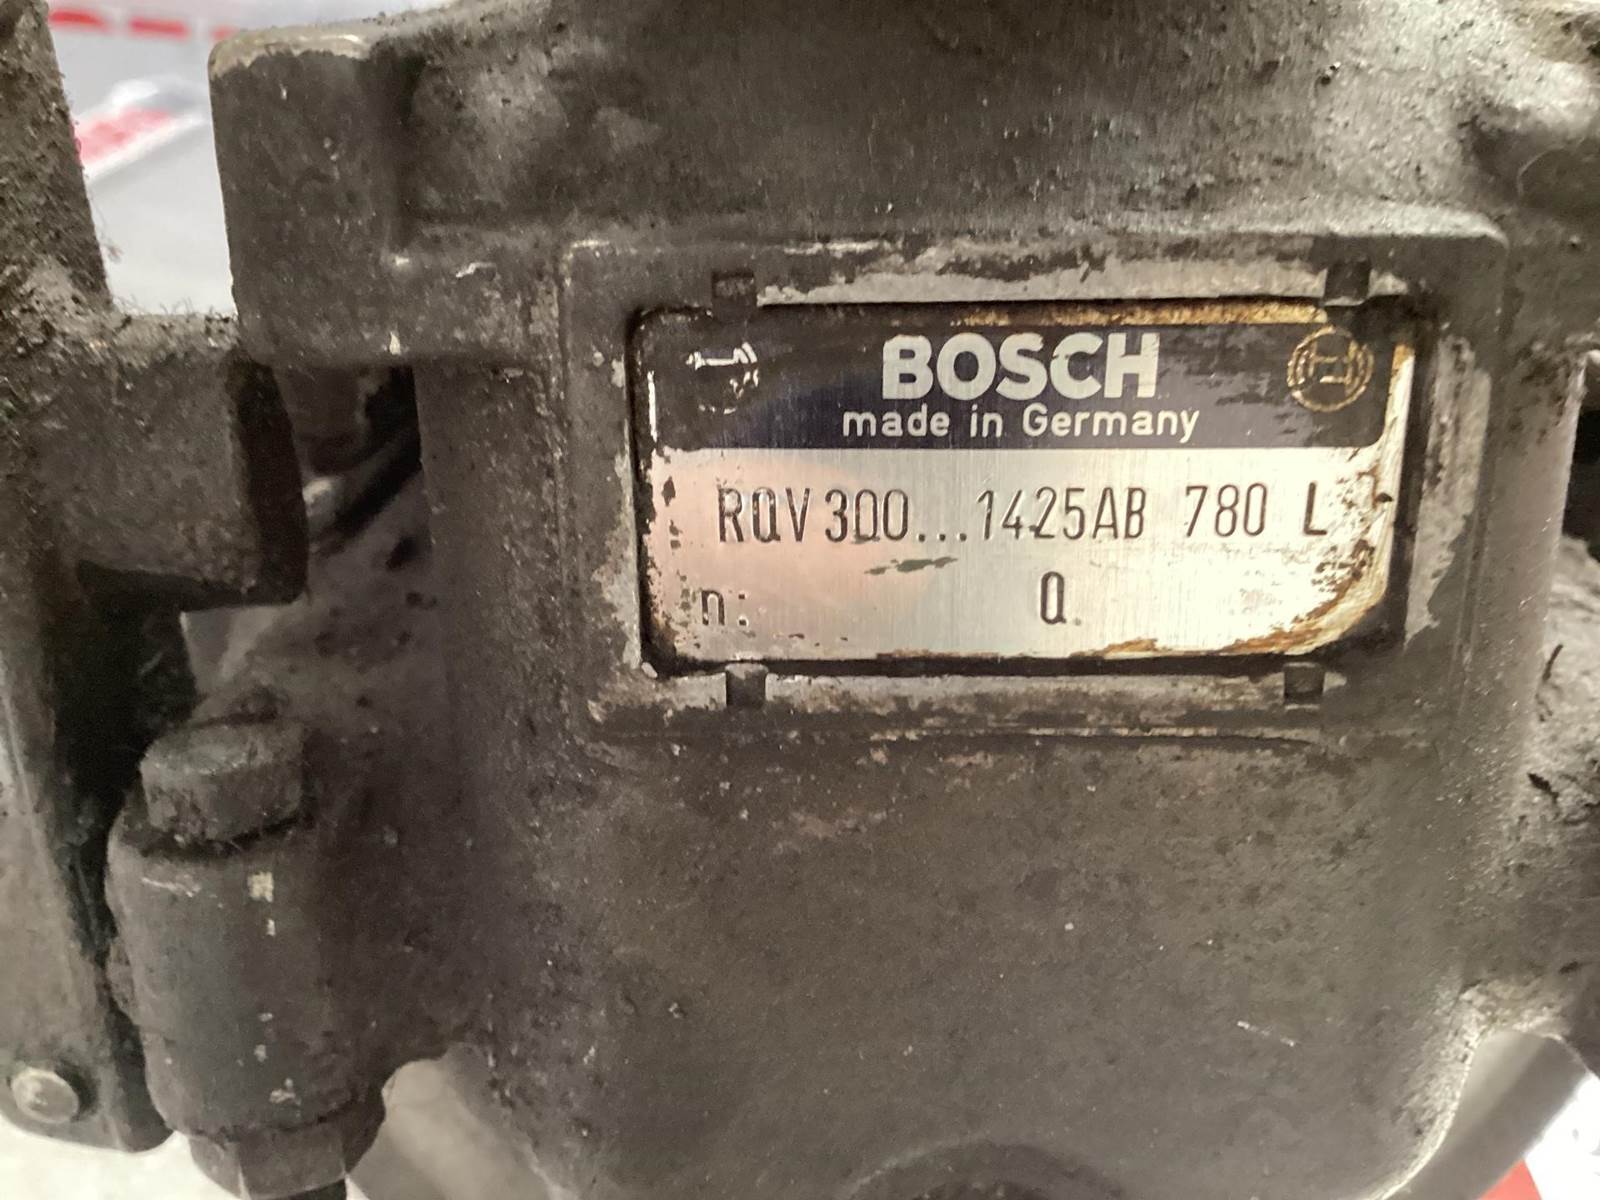 BOSCH
made in Germany
RQV 300...1425AB 780 L
n: Q